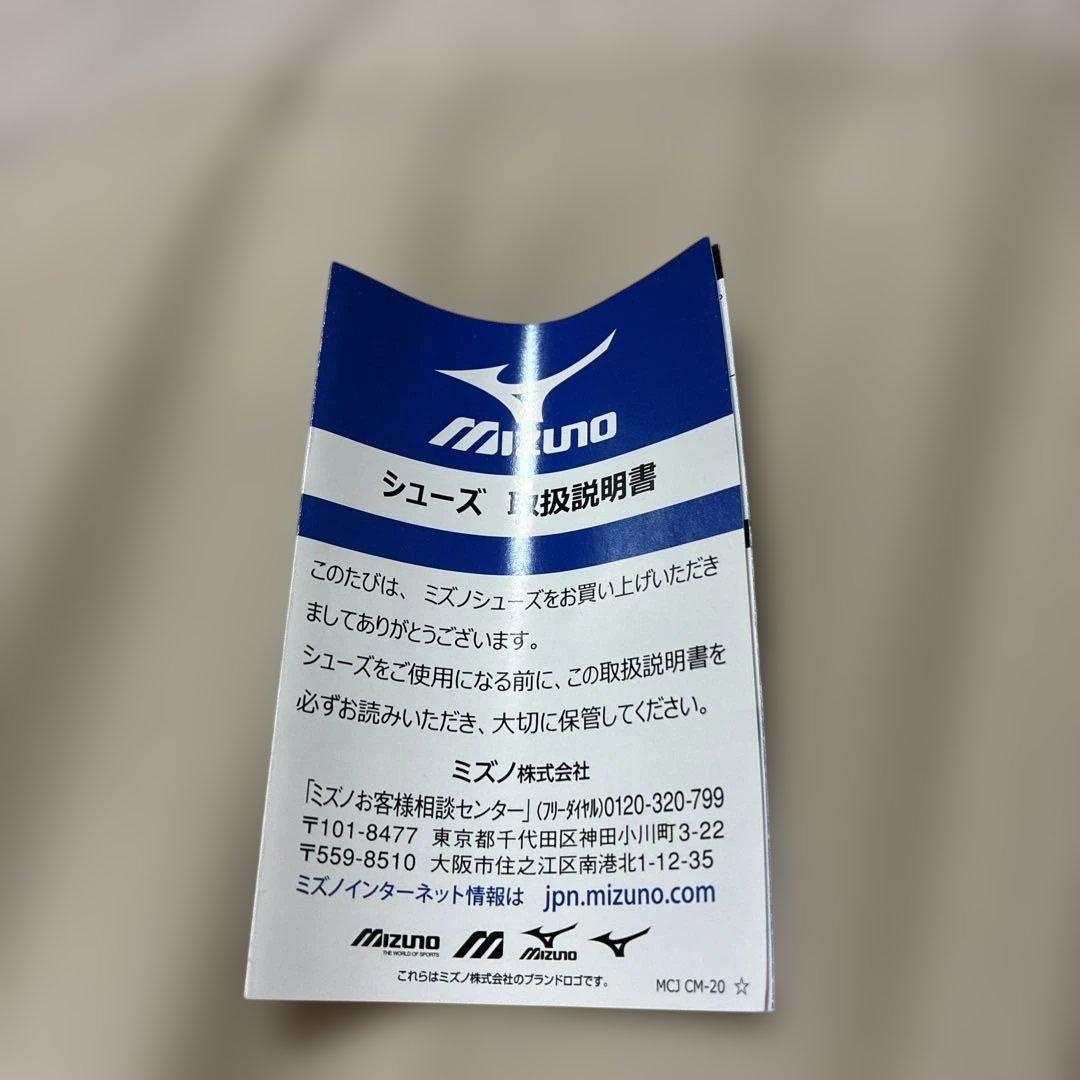 MIZUNO
シューズ 取扱説明書
このたびは、ミズノシューズをお買い上げいただき
ましてありがとうございます。
シューズをご使用になる前に、この取扱説明書を
必ずお読みいただき、大切に保管してください。
ミズノ株式会社
「ミズノお客様相談センター」(フリーダイヤル)0120-320-799
〒101-8477 東京都千代田区神田小川町3-22
〒559-8510 大阪市住之江区南港北1-12-35
ミズノインターネット情報は jpn.mizuno.com
MIZUNO MIZUNO
THE WORLD OF SPORTS
これらはミズノ株式会社のブランドロゴです。
MCJ CM-20 ☆